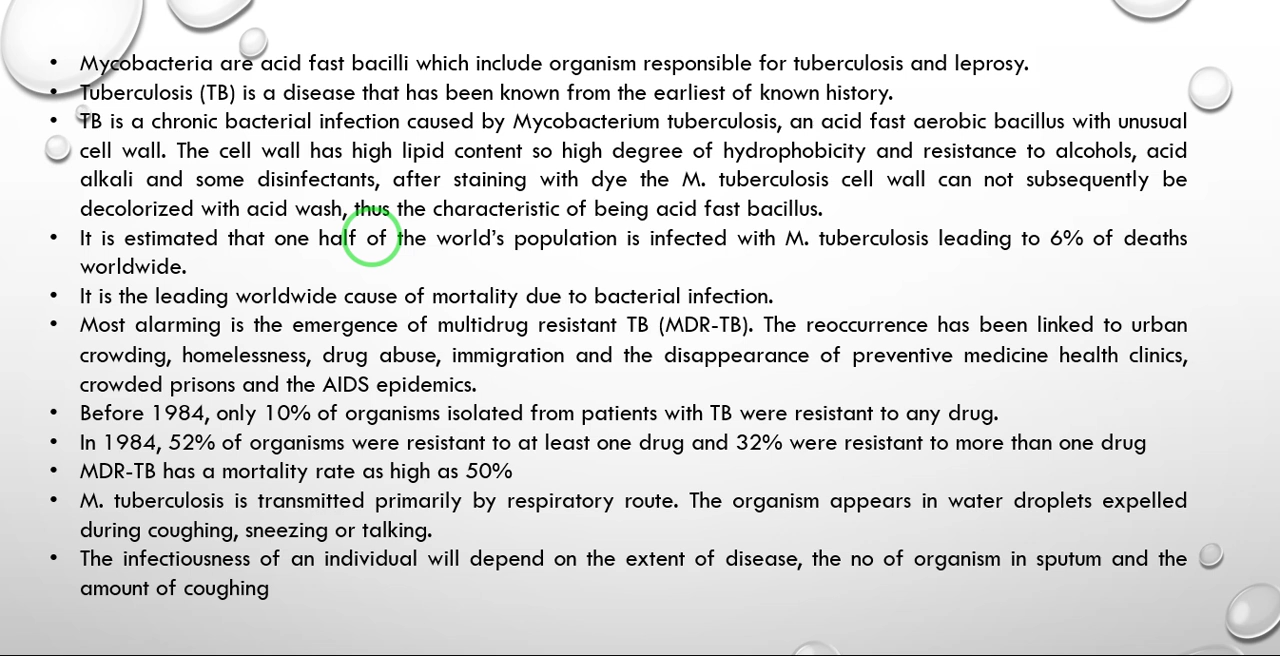 • Mycobacteria are acid fast bacilli which include organism responsible for tuberculosis and leprosy.
• Tuberculosis (TB) is a disease that has been known from the earliest of known history.
• TB is a chronic bacterial infection caused by Mycobacterium tuberculosis, an acid fast aerobic bacillus with unusual
cell wall. The cell wall has high lipid content so high degree of hydrophobicity and resistance to alcohols, acid
alkali and some disinfectants, after staining with dye the M. tuberculosis cell wall can not subsequently be
decolorized with acid wash, thus the characteristic of being acid fast bacillus.
• It is estimated that one half of the world’s population is infected with M. tuberculosis leading to 6% of deaths
worldwide.
• It is the leading worldwide cause of mortality due to bacterial infection.
• Most alarming is the emergence of multidrug resistant TB (MDR-TB). The reoccurrence has been linked to urban
crowding, homelessness, drug abuse, immigration and the disappearance of preventive medicine health clinics,
crowded prisons and the AIDS epidemics.
• Before 1984, only 10% of organisms isolated from patients with TB were resistant to any drug.
• In 1984, 52% of organisms were resistant to at least one drug and 32% were resistant to more than one drug
• MDR-TB has a mortality rate as high as 50%
• M. tuberculosis is transmitted primarily by respiratory route. The organism appears in water droplets expelled
during coughing, sneezing or talking.
• The infectiousness of an individual will depend on the extent of disease, the no of organism in sputum and the
amount of coughing